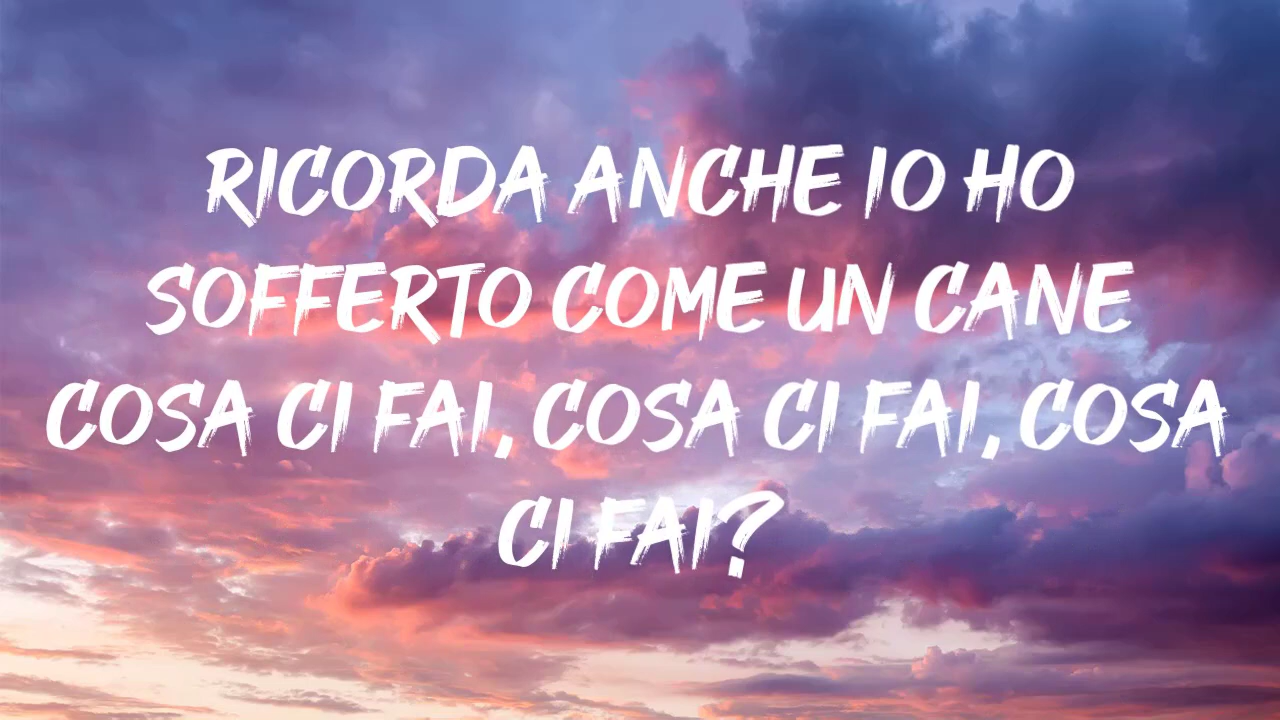 RICORDA ANCHE IO HO
SOFFERTO COME UN CANE
COSA CI FAI, COSA CI FAI, COSA
CI FAI?